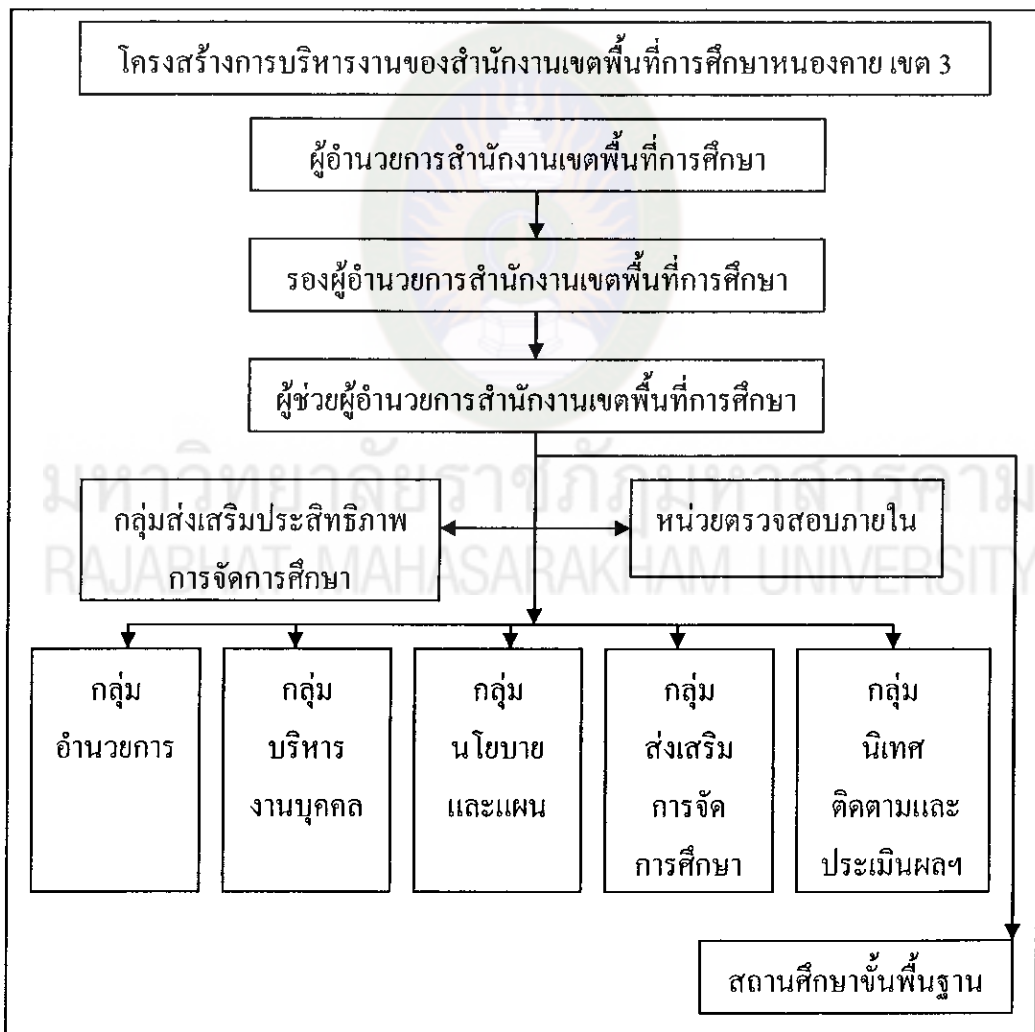 โครงสร้างการบริหารงานของสำนักงานเขตพื้นที่การศึกษาหนองคาย เขต 3
ผู้อำนวยการสำนักงานเขตพื้นที่การศึกษา
รองผู้อำนวยการสำนักงานเขตพื้นที่การศึกษา
ผู้ช่วยผู้อำนวยการสำนักงานเขตพื้นที่การศึกษา
มหาวิทยาลัยราชภัฏมหาสารคาม
RAJABHAT MAHASARAKHAM UNIVERSITY
กลุ่มส่งเสริมประสิทธิภาพ
การจัดการศึกษา
หน่วยตรวจสอบภายใน
กลุ่ม
อำนวยการ
กลุ่ม
บริหาร
งานบุคคล
กลุ่ม
นโยบาย
และแผน
กลุ่ม
ส่งเสริม
การจัด
การศึกษา
กลุ่ม
นิเทศ
ติดตามและ
ประเมินผลฯ
สถานศึกษาขั้นพื้นฐาน